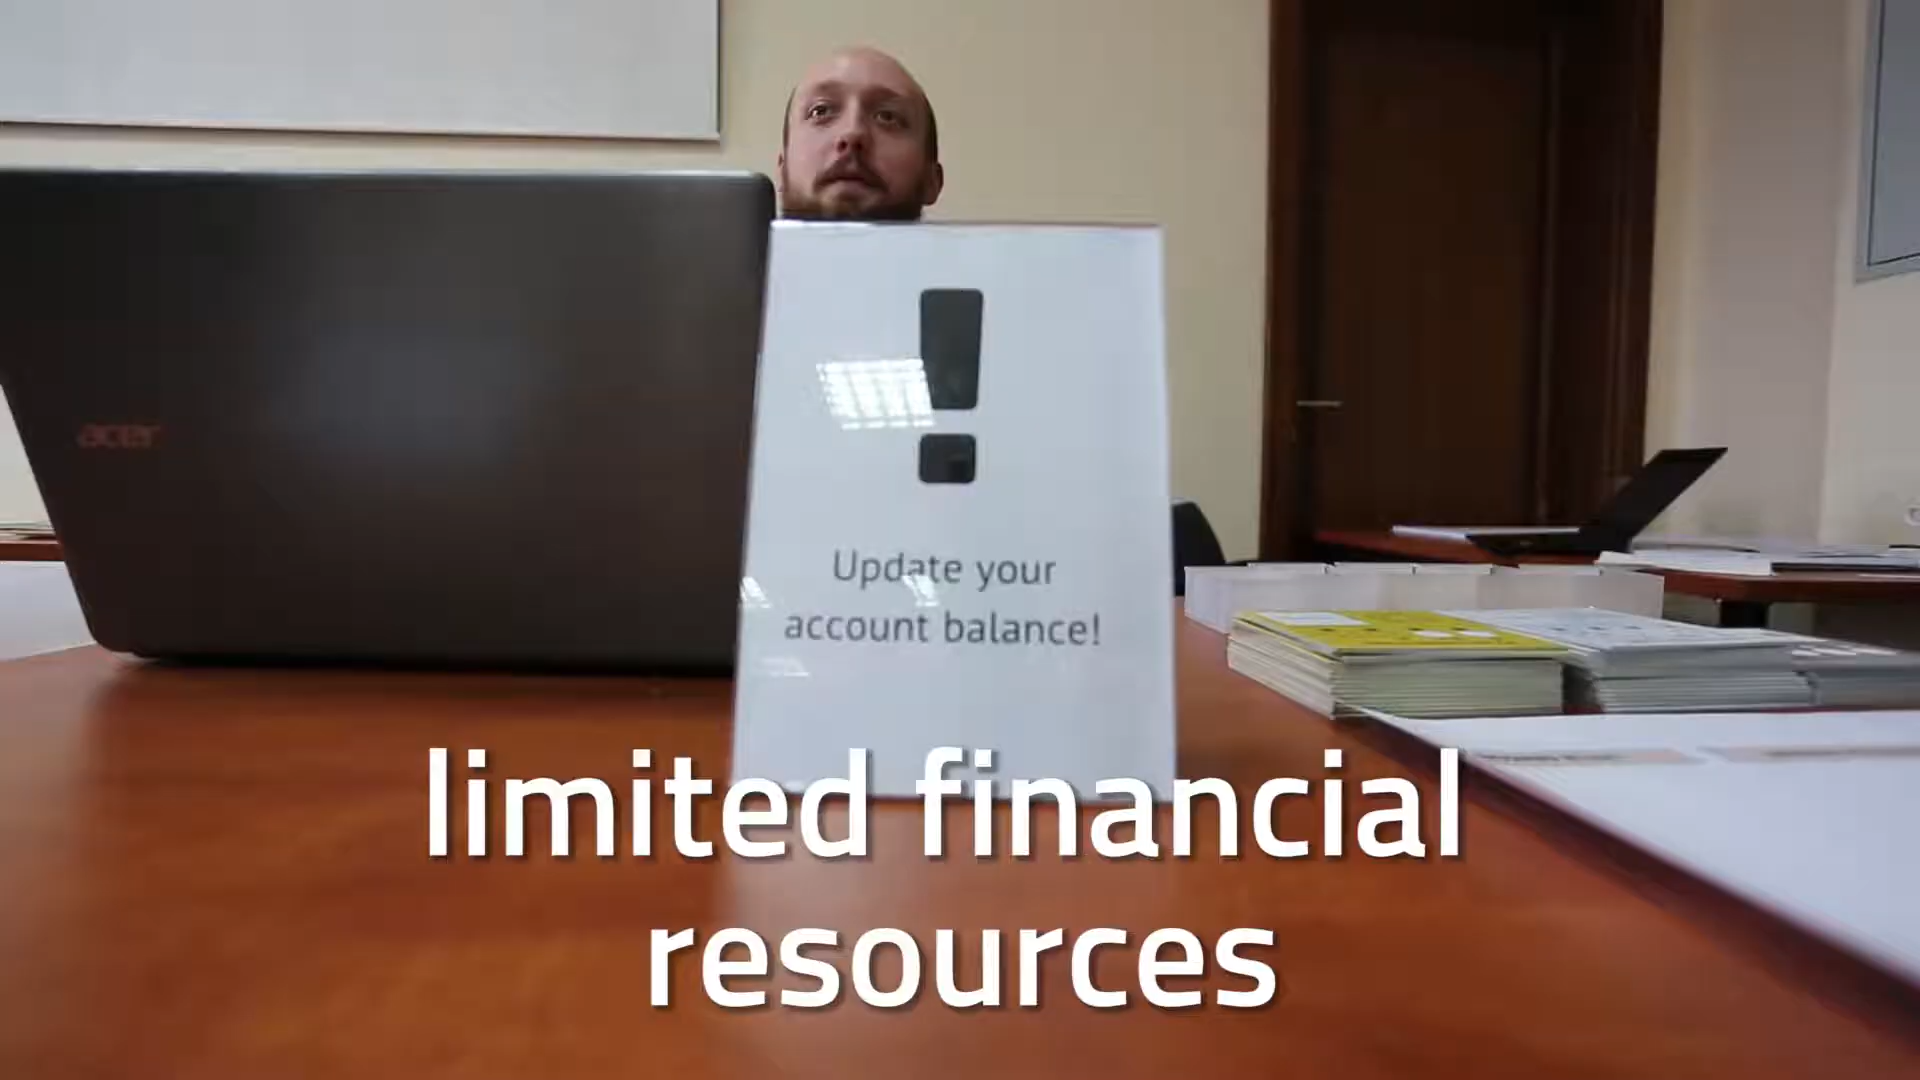 acer
Update your
account balance!
limited financial
resources